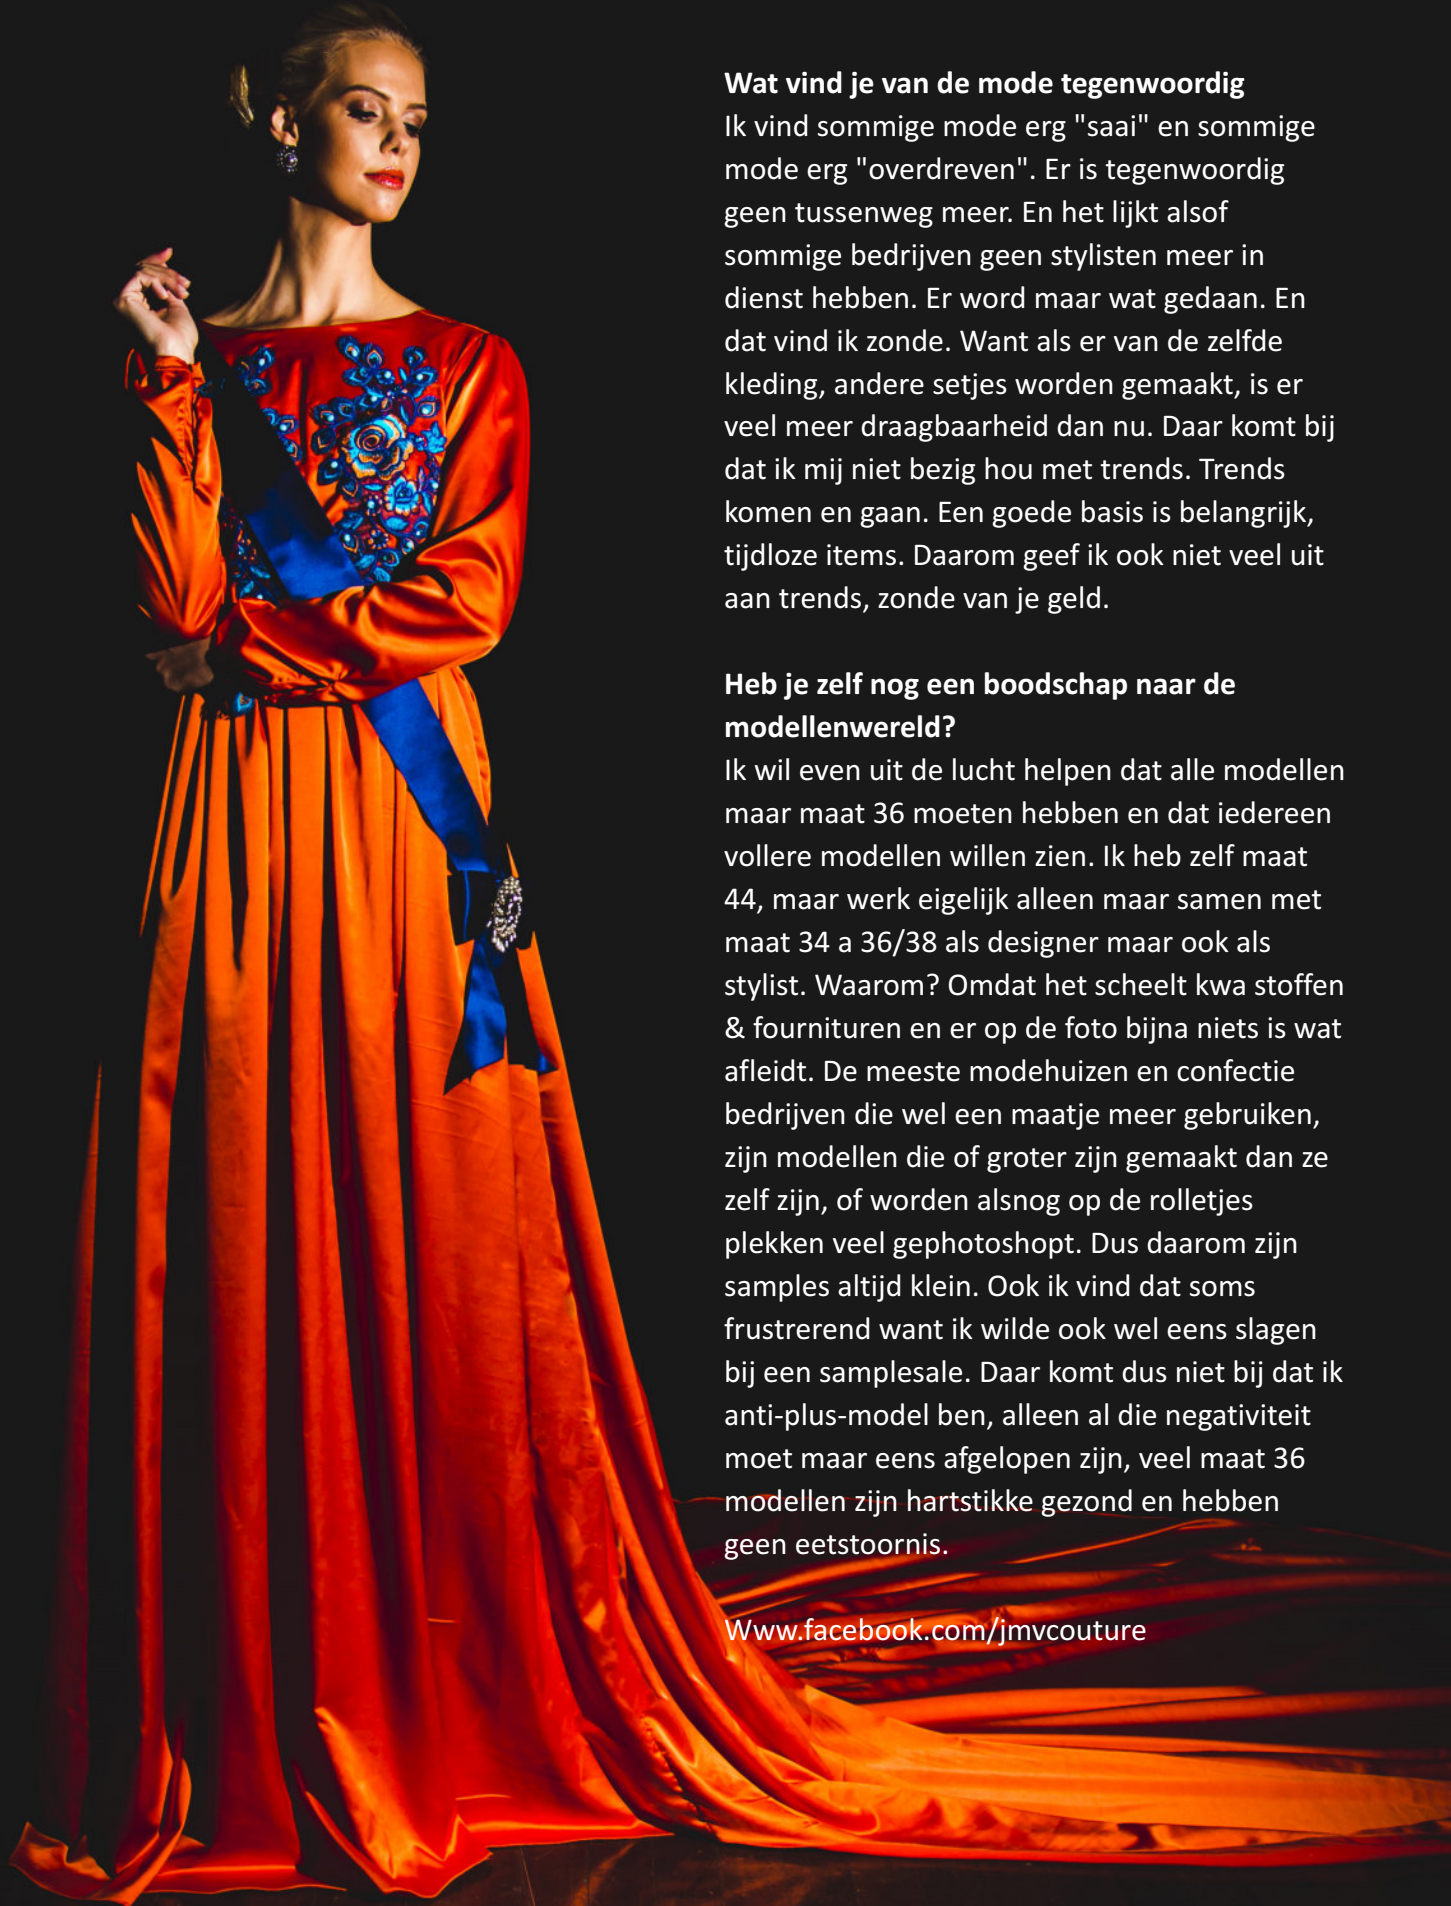 Wat vind je van de mode tegenwoordig
Ik vind sommige mode erg "saai" en sommige
mode erg "overdreven". Er is tegenwoordig
geen tussenweg meer. En het lijkt alsof
sommige bedrijven geen stylisten meer in
dienst hebben. Er word maar wat gedaan. En
dat vind ik zonde. Want als er van de zelfde
kleding, andere setjes worden gemaakt, is er
veel meer draagbaarheid dan nu. Daar komt bij
dat ik mij niet bezig hou met trends. Trends
komen en gaan. Een goede basis is belangrijk,
tijdloze items. Daarom geef ik ook niet veel uit
aan trends, zonde van je geld.
Heb je zelf nog een boodschap naar de
modellenwereld?
Ik wil even uit de lucht helpen dat alle modellen
maar maat 36 moeten hebben en dat iedereen
vollere modellen willen zien. Ik heb zelf maat
44, maar werk eigelijk alleen maar samen met
maat 34 a 36/38 als designer maar ook als
stylist. Waarom? Omdat het scheelt kwa stoffen
& fournituren en er op de foto bijna niets is wat
afleidt. De meeste modehuizen en confectie
bedrijven die wel een maatje meer gebruiken,
zijn modellen die of groter zijn gemaakt dan ze
zelf zijn, of worden alsnog op de rolletjes
plekken veel gephotoshopt. Dus daarom zijn
samples altijd klein. Ook ik vind dat soms
frustrerend want ik wilde ook wel eens slagen
bij een samplesale. Daar komt dus niet bij dat ik
anti-plus-model ben, alleen al die negativiteit
moet maar eens afgelopen zijn, veel maat 36
modellen zijn hartstikke gezond en hebben
geen eetstoornis.
Www.facebook.com/jmvcouture